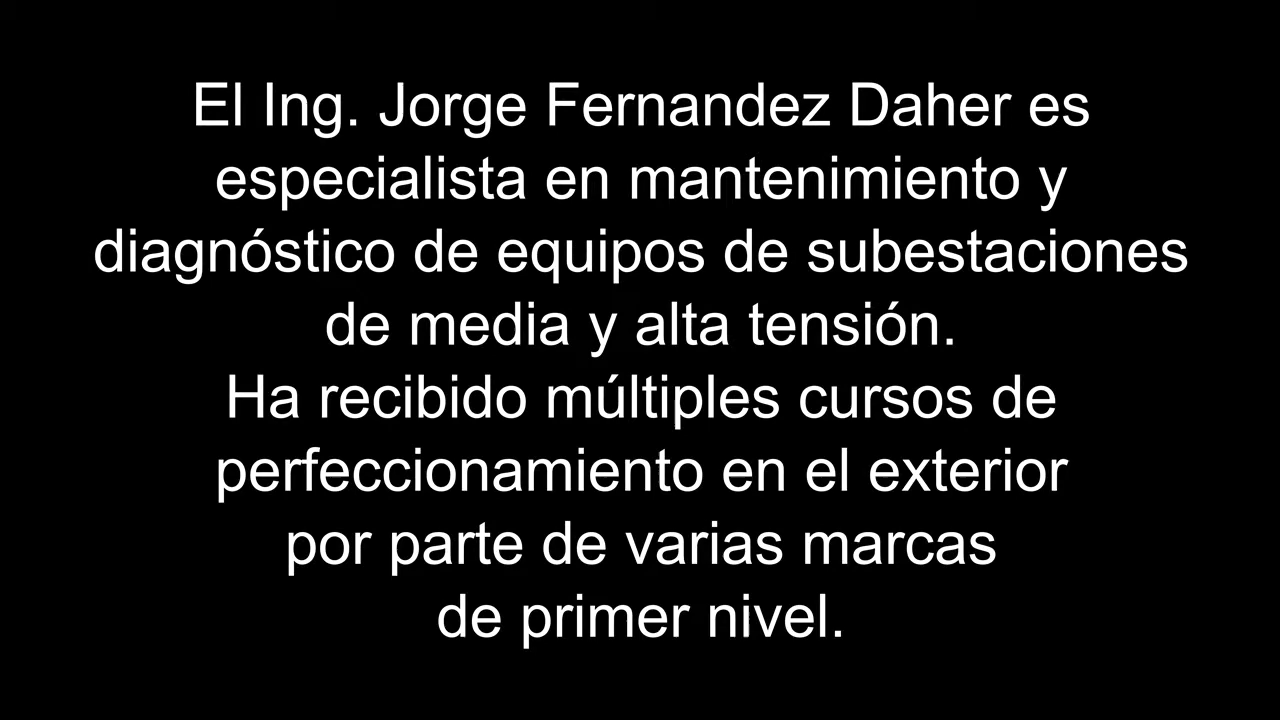 El Ing. Jorge Fernandez Daher es
especialista en mantenimiento y
diagnóstico de equipos de subestaciones
de media y alta tensión.
Ha recibido múltiples cursos de
perfeccionamiento en el exterior
por parte de varias marcas
de primer nivel.